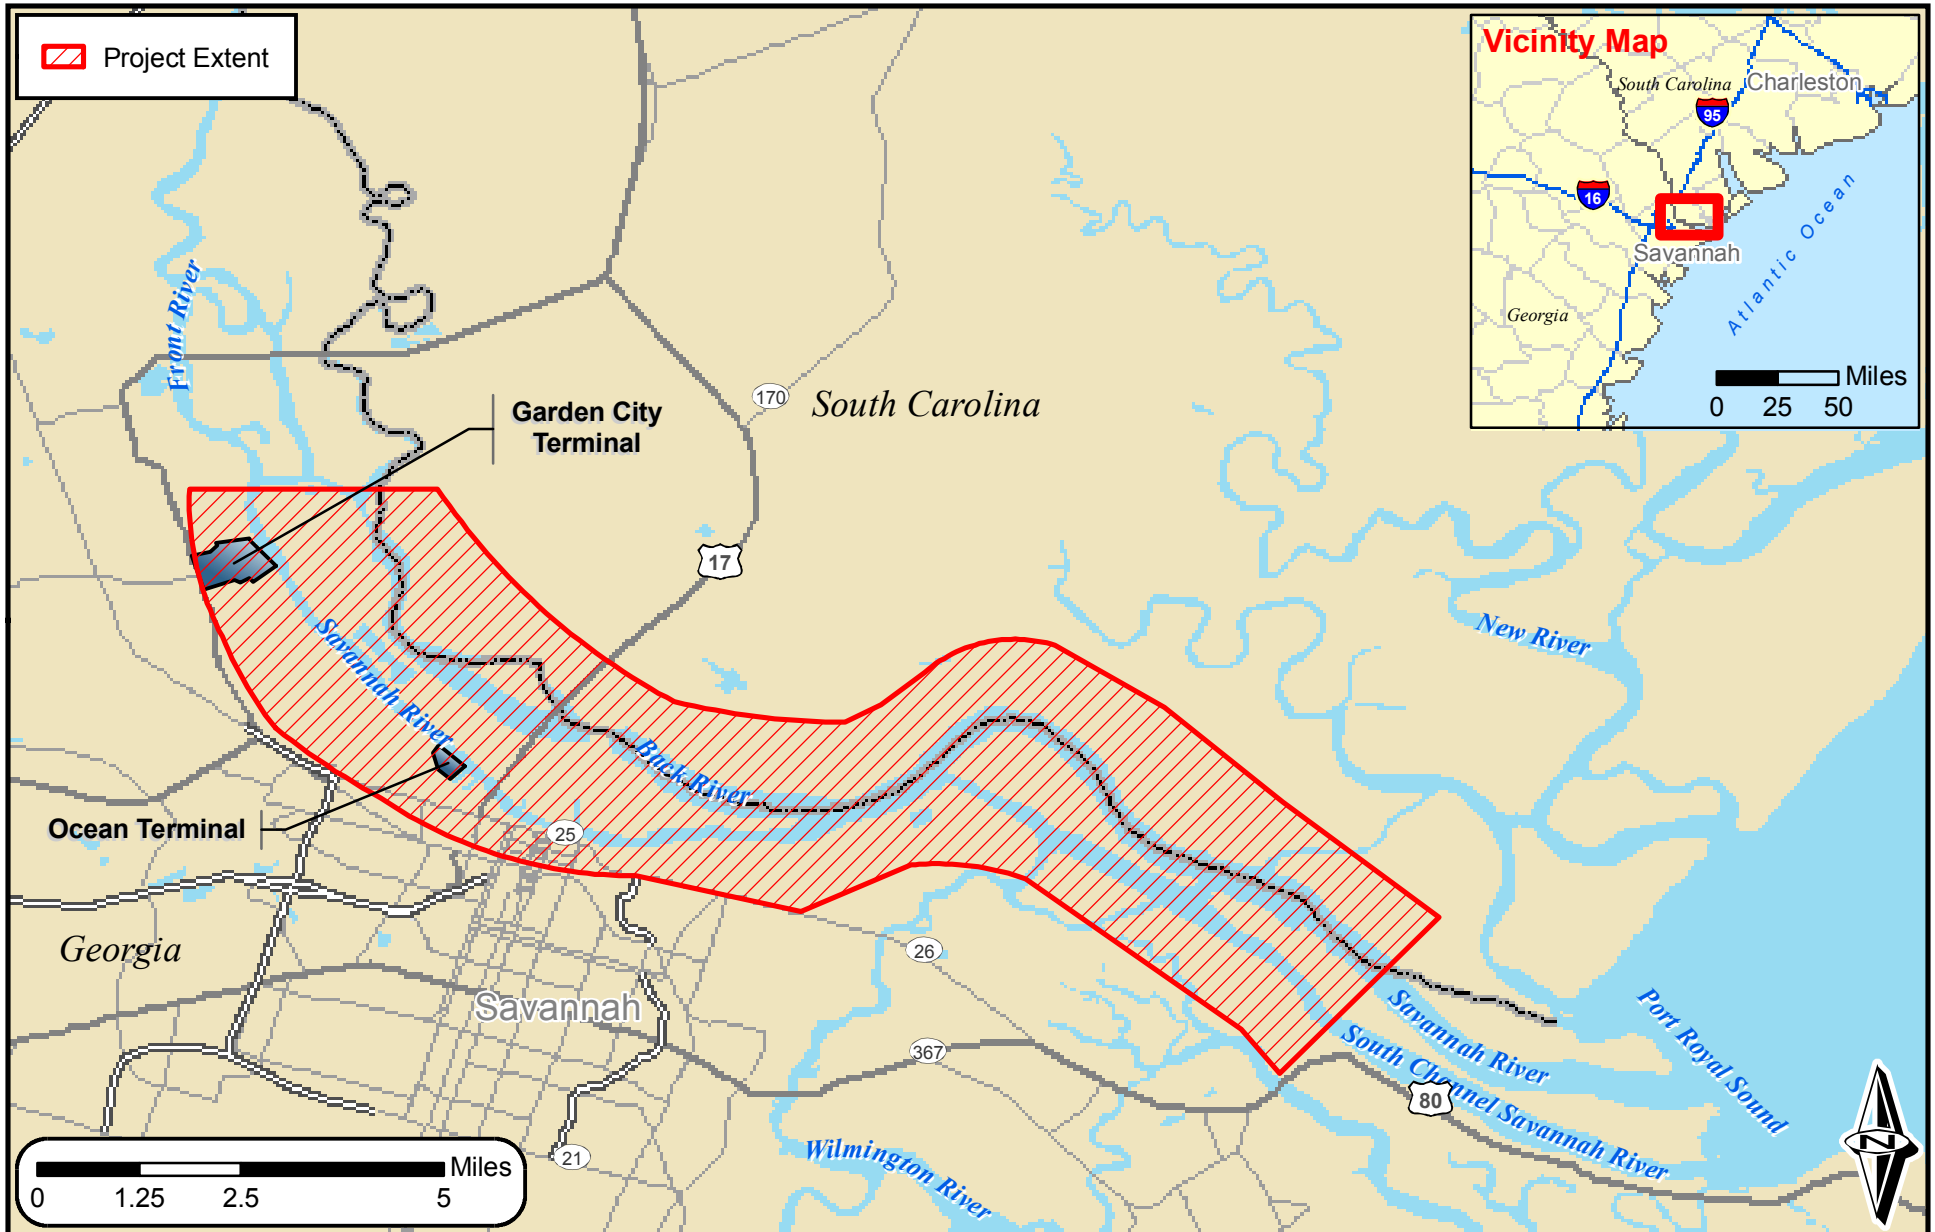 Project Extent
Vicinity Map
South Carolina
Charleston
95
16
Savannah
Georgia
Atlantic Ocean
Miles
0 25 50
Front River
170
South Carolina
Garden City
Terminal
17
New River
Savannah River
Back River
Ocean Terminal
25
Georgia
26
Savannah
Savannah River
Port Royal Sound
367
South Channel Savannah River
80
Wilmington River
21
Miles
0 1.25 2.5 5
N